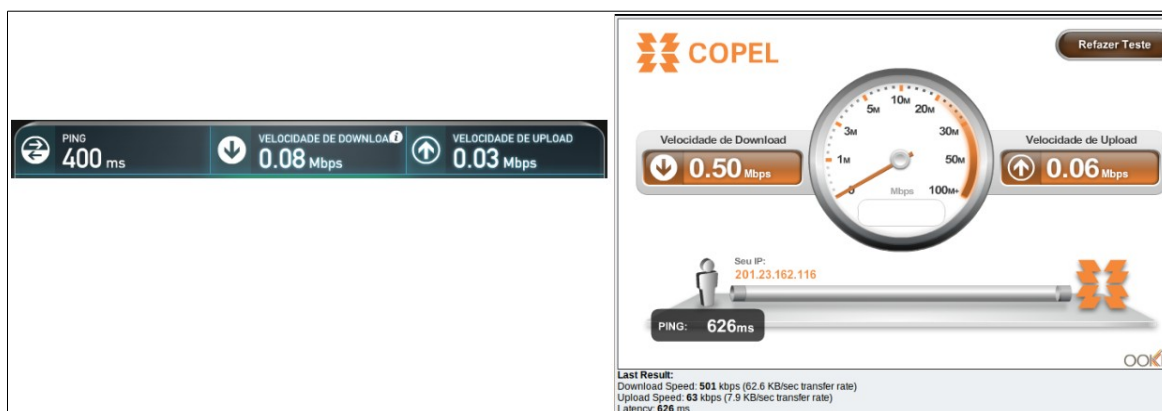 PING
400 ms
VELOCIDADE DE DOWNLOAD
0.08 Mbps
VELOCIDADE DE UPLOAD
0.03 Mbps
COPEL
Refazer Teste
Velocidade de Download
0.50 Mbps
Velocidade de Upload
0.06 Mbps
0
1M
3M
5M
10M
20M
30M
50M
100M+
Mbps
Seu IP:
201.23.162.116
PING: 626ms
Last Result:
Download Speed: 501 kbps (62.6 KB/sec transfer rate)
Upload Speed: 63 kbps (7.9 KB/sec transfer rate)
Latency: 626 ms